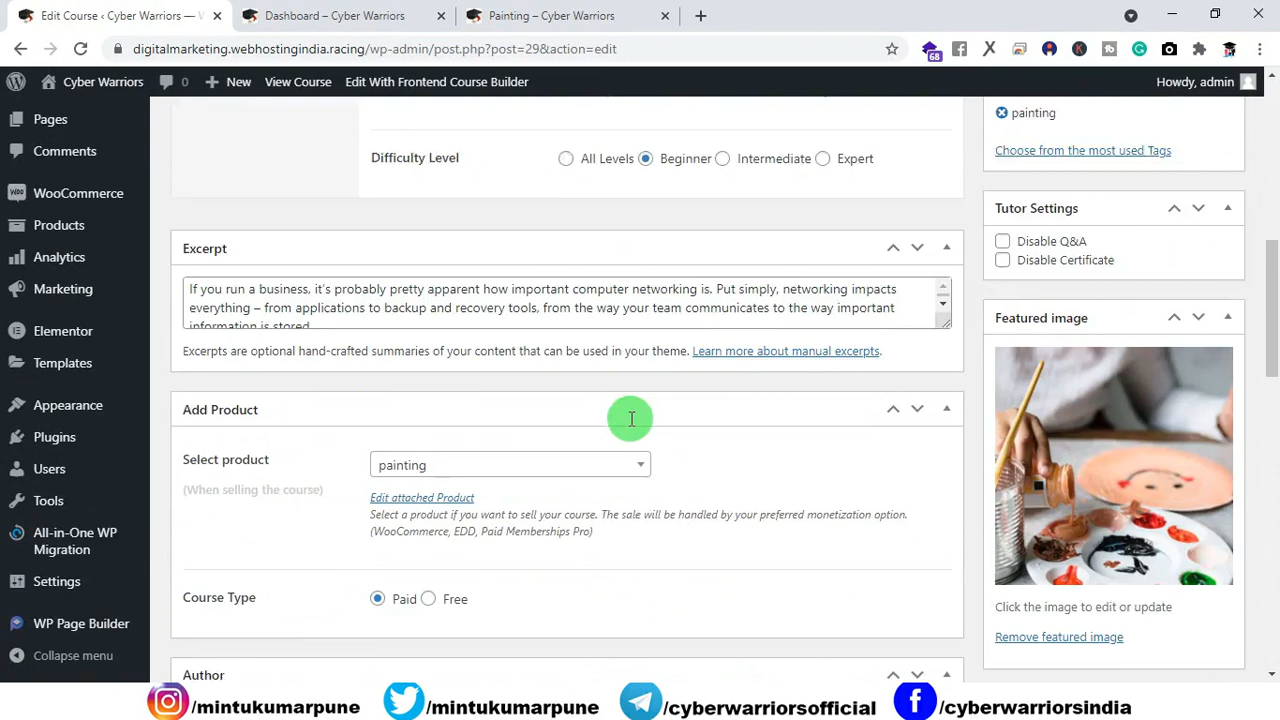 Edit Course ‹ Cyber Warriors — W
Dashboard – Cyber Warriors
Painting – Cyber Warriors
digitalmarketing.webhostingindia.racing/wp-admin/post.php?post=29&action=edit
68
Cyber Warriors
0
New
View Course
Edit With Frontend Course Builder
Howdy, admin
Pages
Comments
WooCommerce
Products
Analytics
Marketing
Elementor
Templates
Appearance
Plugins
Users
Tools
All-in-One WP
Migration
Settings
WP Page Builder
Collapse menu
Difficulty Level
All Levels
Beginner
Intermediate
Expert
Excerpt
If you run a business, it's probably pretty apparent how important computer networking is. Put simply, networking impacts
everything – from applications to backup and recovery tools, from the way your team communicates to the way important
information is stored.
Excerpts are optional hand-crafted summaries of your content that can be used in your theme. Learn more about manual excerpts.
Add Product
Select product
(When selling the course)
painting
Edit attached Product
Select a product if you want to sell your course. The sale will be handled by your preferred monetization option.
(WooCommerce, EDD, Paid Memberships Pro)
Course Type
Paid
Free
Author
painting
Choose from the most used Tags
Tutor Settings
Disable Q&A
Disable Certificate
Featured image
Click the image to edit or update
Remove featured image
/mintukumarpune
/mintukumarpune
/cyberwarriorsofficial
/cyberwarriorsindia